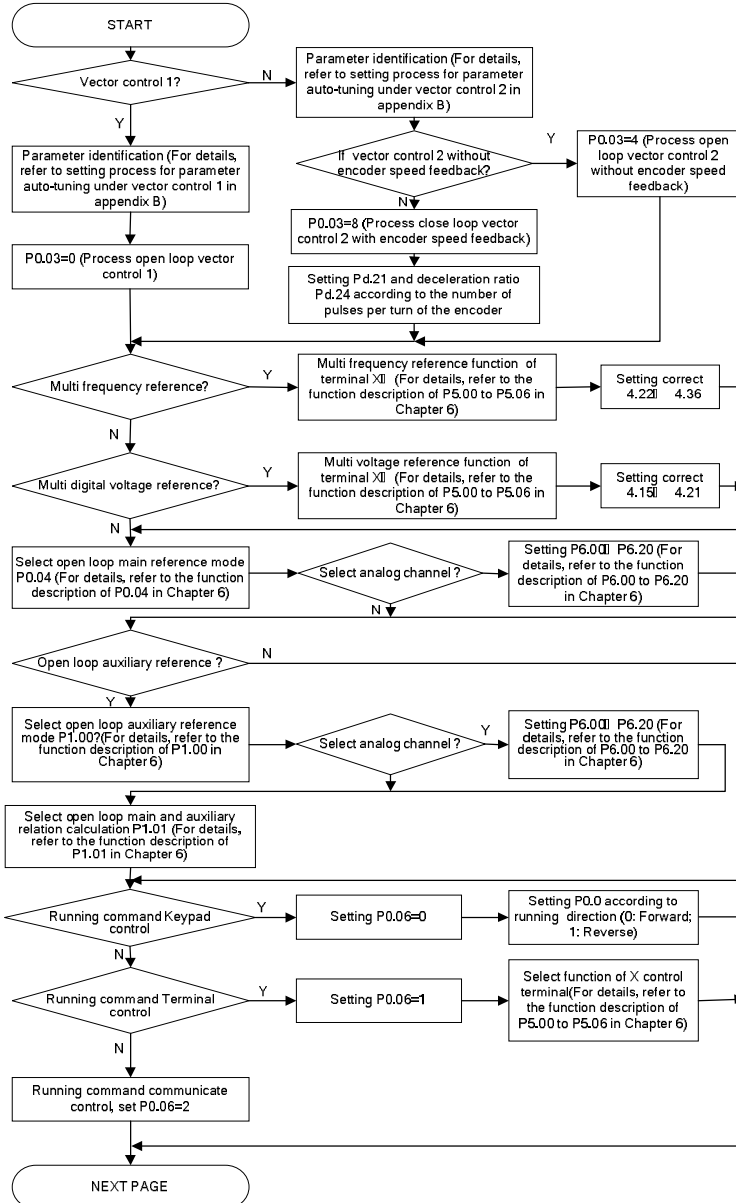 START
Vector control 1?
N
Parameter identification (For details,
refer to setting process for parameter
auto-tuning under vector control 2 in
appendix B)
Y
Parameter identification (For details,
refer to setting process for parameter
auto-tuning under vector control 1 in
appendix B)
If vector control 2 without
encoder speed feedback?
Y
P0.03=4 (Process open
loop vector control 2
without encoder speed
feedback)
N
P0.03=8 (Process close loop vector
control 2 with encoder speed feedback)
P0.03=0 (Process open loop vector
control 1)
Setting Pd.21 and deceleration ratio
Pd.24 according to the number of
pulses per turn of the encoder
Multi frequency reference?
Y
Multi frequency reference function of
terminal X (For details, refer to the
function description of P5.00 to P5.06 in
Chapter 6)
Setting correct
4.22 4.36
N
Multi digital voltage reference?
Y
Multi voltage reference function of
terminal X (For details, refer to the
function description of P5.00 to P5.06 in
Chapter 6)
Setting correct
4.15 4.21
N
Select open loop main reference mode
P0.04 (For details, refer to the function
description of P0.04 in Chapter 6)
Select analog channel ?
Setting P6.00 P6.20 (For
details, refer to the function
description of P6.00 to P6.20
in Chapter 6)
N
Open loop auxiliary reference ?
N
Y
Select open loop auxiliary reference
mode P1.00?(For details, refer to the
function description of P1.00 in
Chapter 6)
Select analog channel ?
Y
Setting P6.00 P6.20 (For
details, refer to the function
description of P6.00 to P6.20
in Chapter 6)
Select open loop main and auxiliary
relation calculation P1.01 (For details,
refer to the function description of
P1.01 in Chapter 6)
Running command Keypad
control
Y
Setting P0.06=0
Setting P0.0 according to
running direction (0: Forward;
1: Reverse)
N
Running command Terminal
control
Y
Setting P0.06=1
Select function of X control
terminal(For details, refer to
the function description of
P5.00 to P5.06 in Chapter 6)
N
Running command communicate
control, set P0.06=2
NEXT PAGE